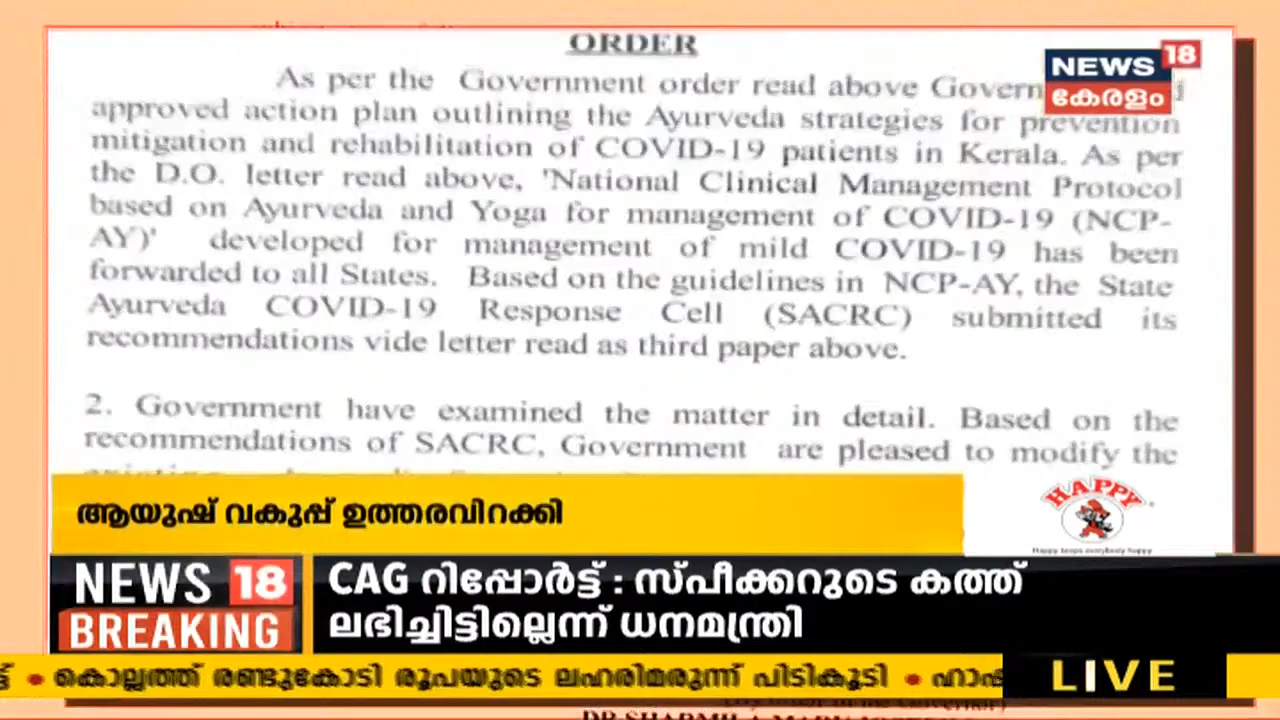 ORDER
As per the Government order read above
approved action plan outlining the Ayurveda strategies for prevention
mitigation and rehabilitation of COVID-19 patients in Kerala. As per
the D.O. letter read above, 'National Clinical Management Protocol
based on Ayurveda and Yoga for management of COVID-19 (NCP-
AY)' developed for management of mild COVID-19 has been
forwarded to all States. Based on the guidelines in NCP-AY, the State
Ayurveda COVID-19 Response Cell (SACRC) submitted its
recommendations vide letter read as third paper above.
2. Government have examined the matter in detail. Based on the
recommendations of SACRC, Government are pleased to modify the
NEWS 18
കേരളം
ആയുഷ് വകുപ്പ് ഉത്തരവിറക്കി
HAPPY
Happy keeps everybody happy
NEWS 18
BREAKING
CAG റിപ്പോർട്ട് : സ്പീക്കറുടെ കത്ത്
ലഭിച്ചിട്ടില്ലെന്ന് ധനമന്ത്രി
• കൊല്ലത്ത് രണ്ടുകോടി രൂപയുടെ ലഹരിമരുന്ന് പിടികൂടി •
LIVE